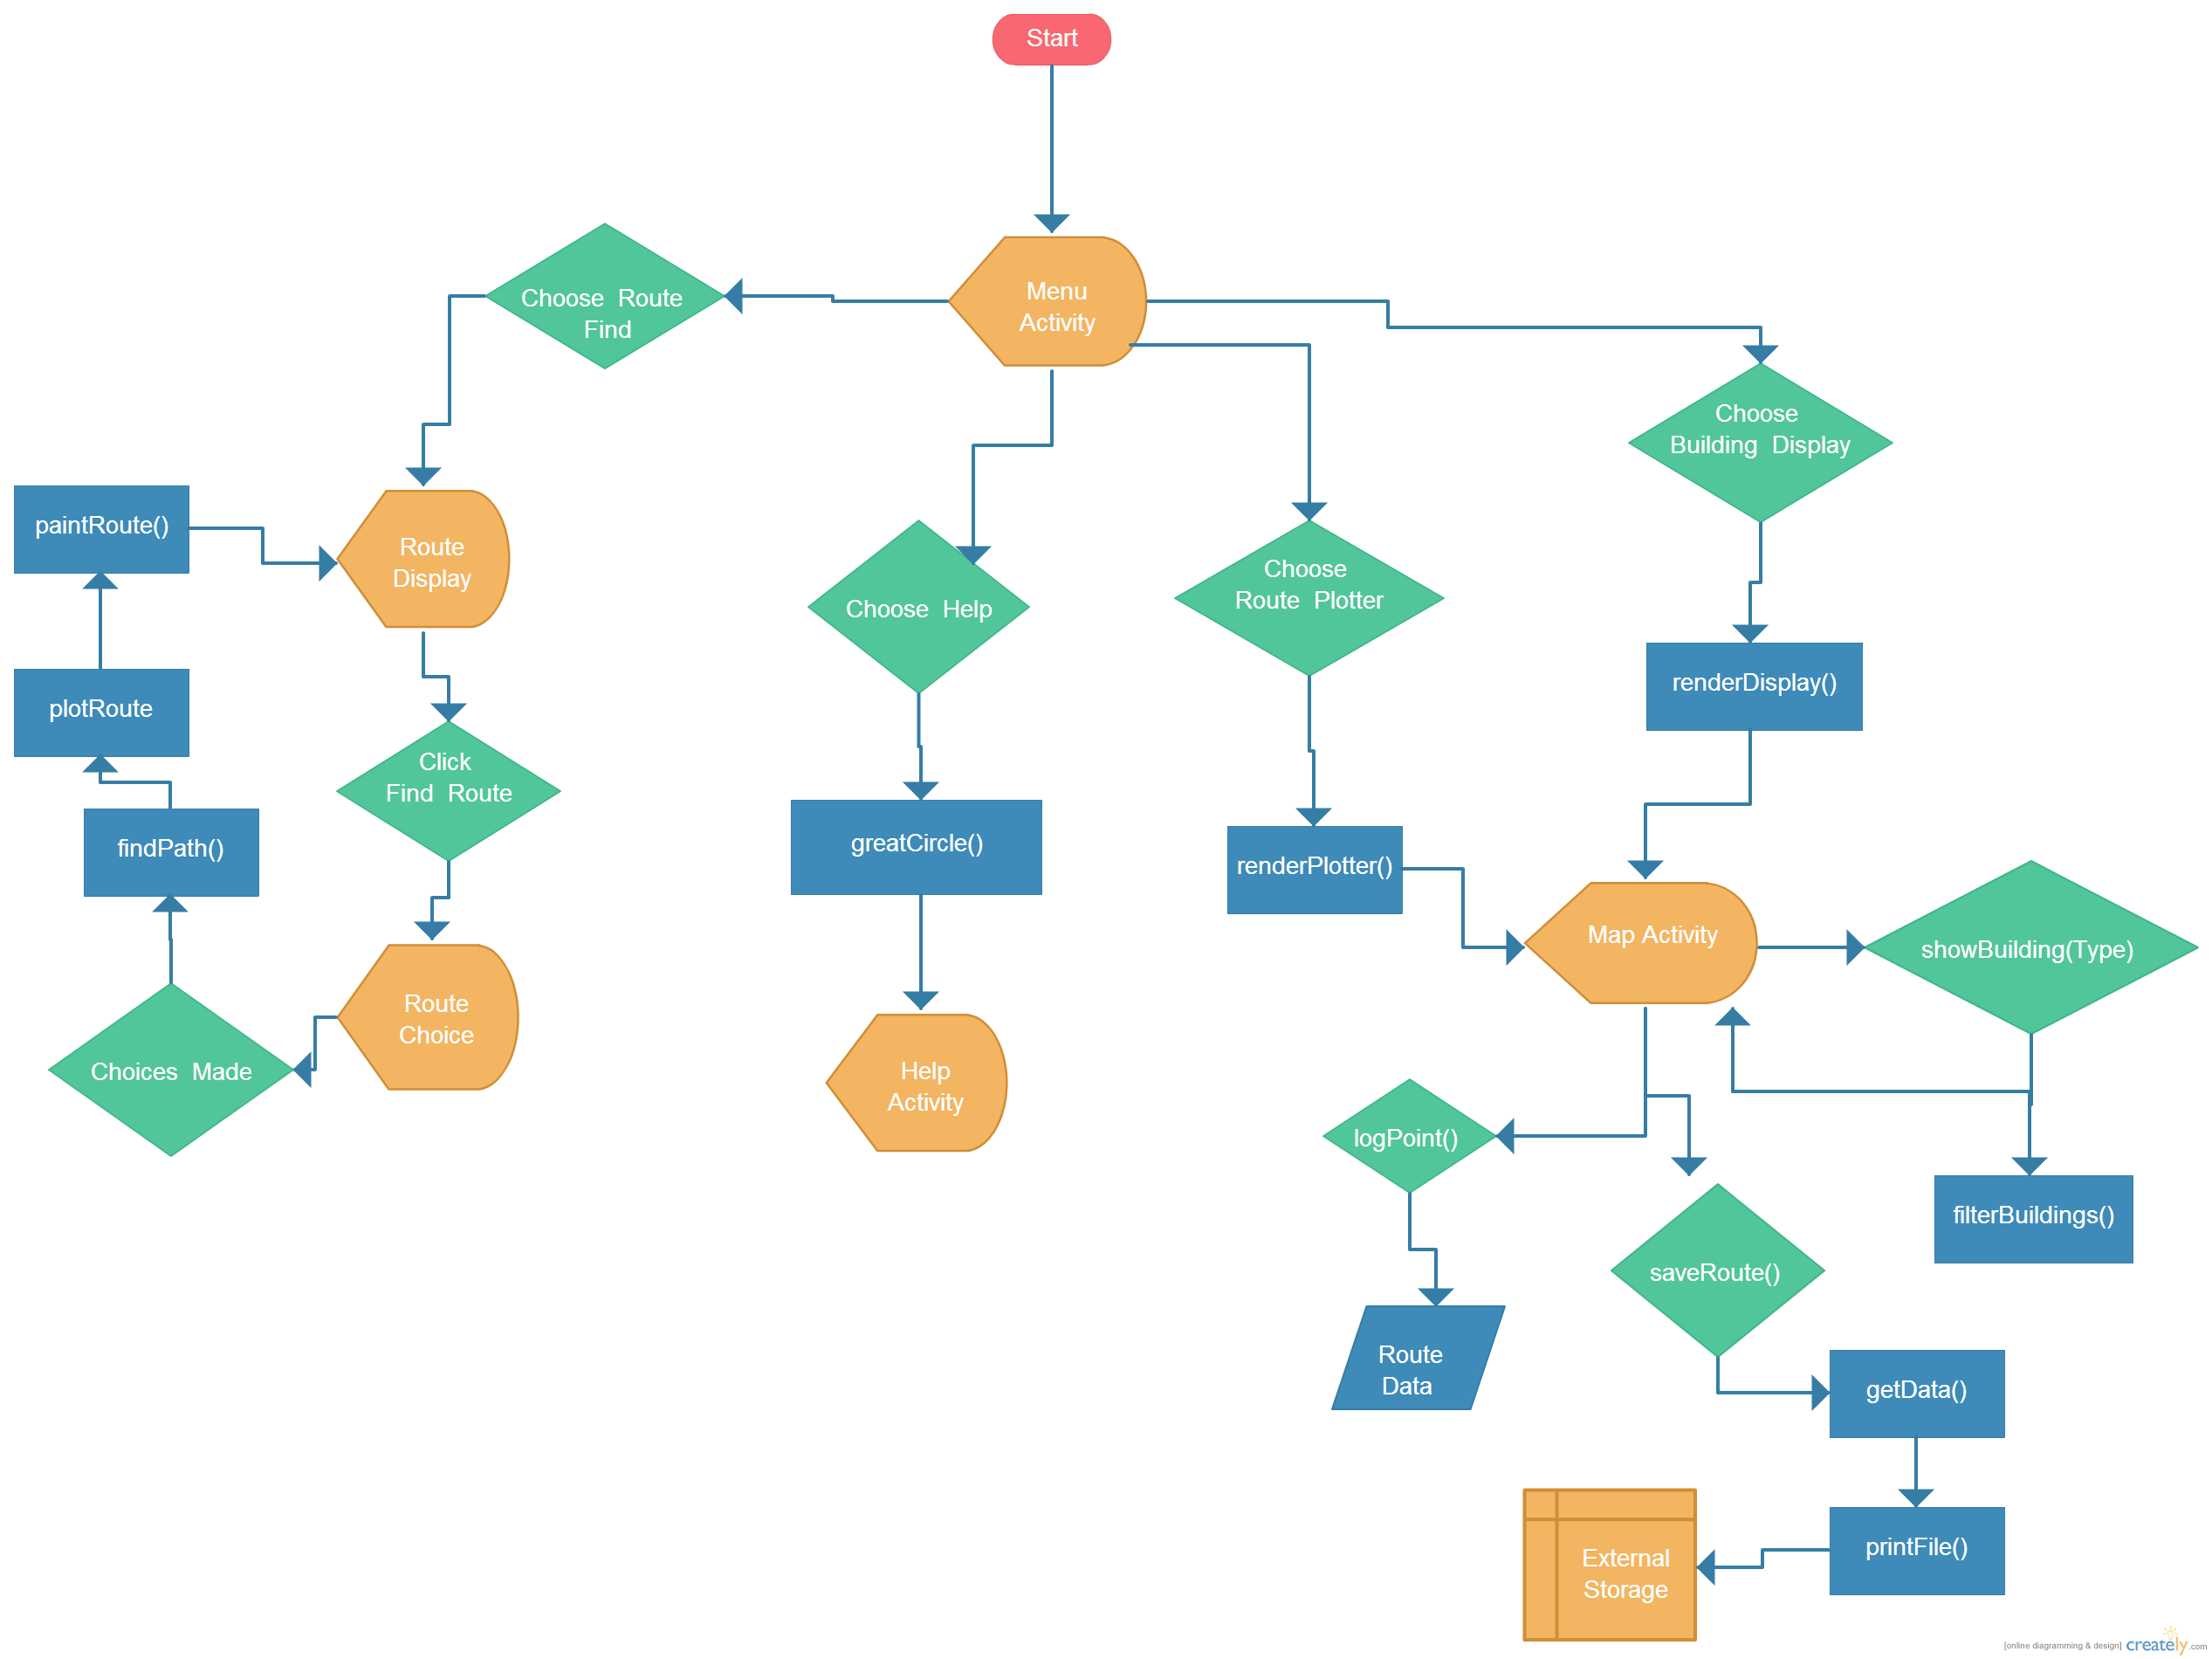 Start
Menu
Activity
Choose Route
Find
Choose
Building Display
paintRoute()
Route
Display
Choose Help
Choose
Route Plotter
renderDisplay()
plotRoute
Click
Find Route
findPath()
greatCircle()
renderPlotter()
Map Activity
showBuilding(Type)
Route
Choice
Choices Made
Help
Activity
logPoint()
filterBuildings()
saveRoute()
Route
Data
getData()
External
Storage
printFile()
[online diagramming & design] creately.com